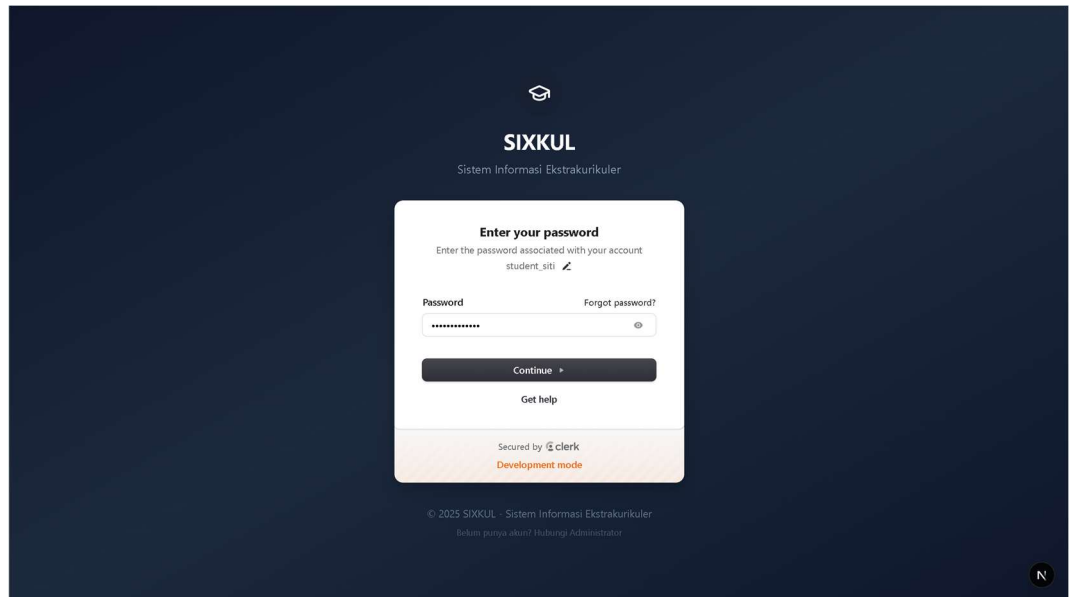 SIXKUL
Sistem Informasi Ekstrakurikuler
Enter your password
Enter the password associated with your account
student_siti
Password
Forgot password?
•••••••••••••
Continue
Get help
Secured by clerk
Development mode
© 2025 SIXKUL - Sistem Informasi Ekstrakurikuler
Belum punya akun? Hubungi Administrator
N